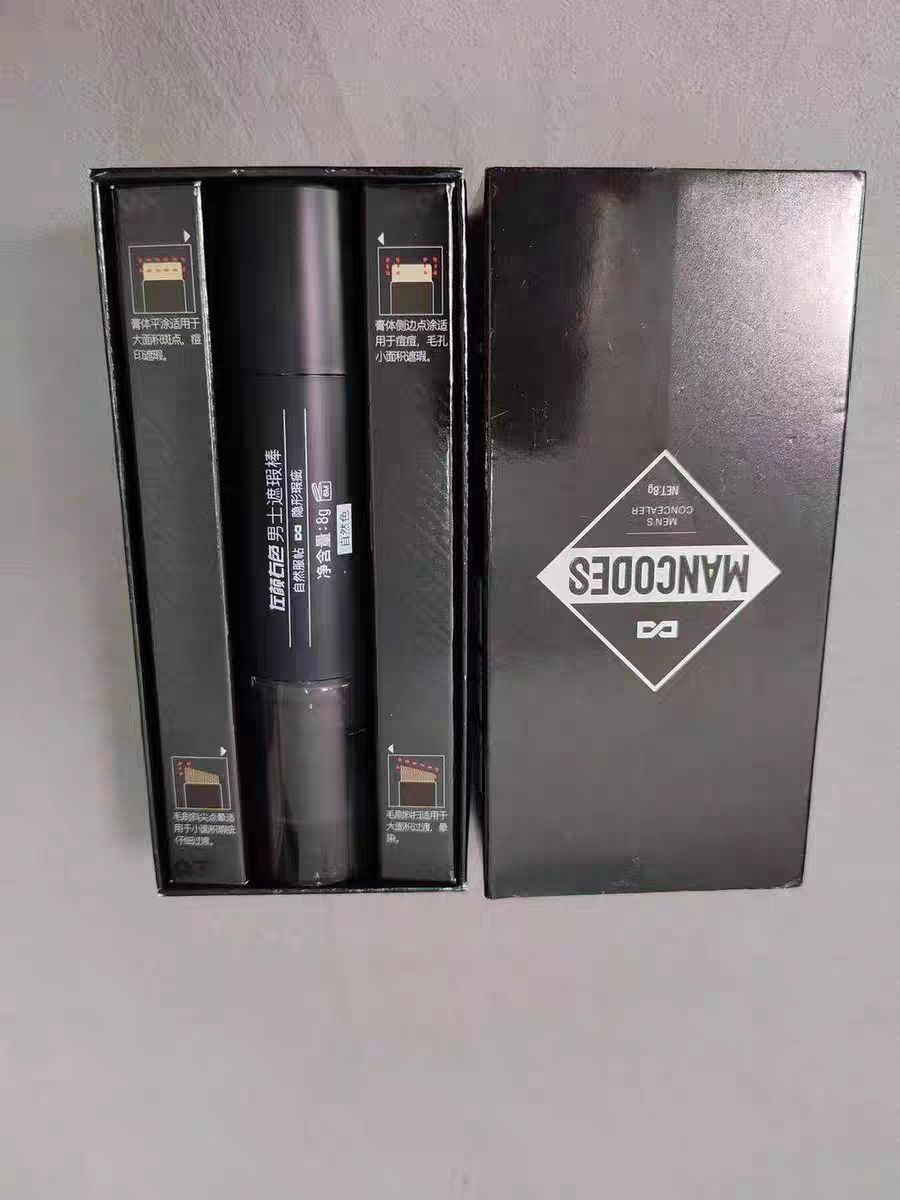 膏体平涂适用于
大面积斑点、痘
印遮瑕。
膏体侧边点涂适
用于痘痘，毛孔
小面积遮瑕。
左颜右色 男士遮瑕棒
自然服帖 隐形瑕疵
净含量:8g 6M
自然色
毛刷斜尖点晕适
用于小面积瑕疵
仔细过渡。
毛刷斜扫适用于
大面积过渡，晕
染。
MANCODES
MEN'S
CONCEALER
NET:8g